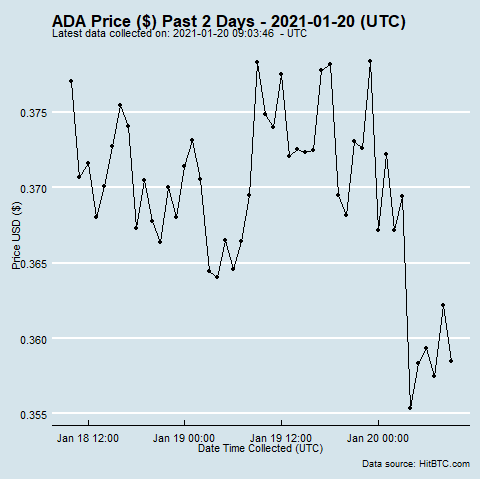 ADA Price ($) Past 2 Days - 2021-01-20 (UTC)
Latest data collected on: 2021-01-20 09:03:46  - UTC
Price USD ($)
0.375
0.370
0.365
0.360
0.355
Jan 18 12:00
Jan 19 00:00
Jan 19 12:00
Jan 20 00:00
Date Time Collected (UTC)
Data source: HitBTC.com